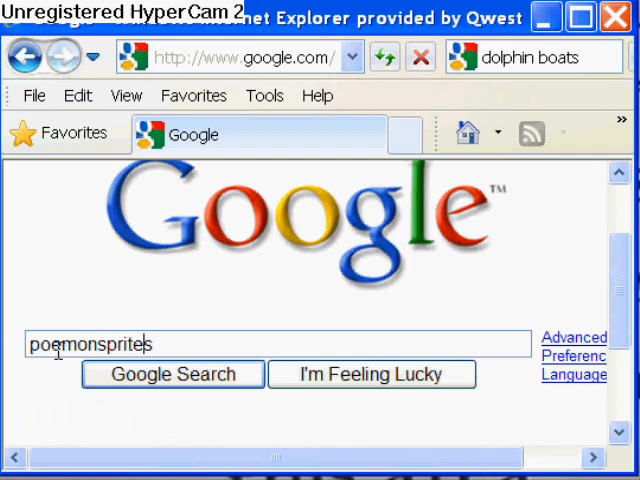 Unregistered HyperCam 2
net Explorer provided by Qwest
http://www.google.com/
dolphin boats
File Edit View Favorites Tools Help
Favorites
Google
»
Google™
poemonsprites
Advanced
Preferenc
Language
Google Search
I'm Feeling Lucky